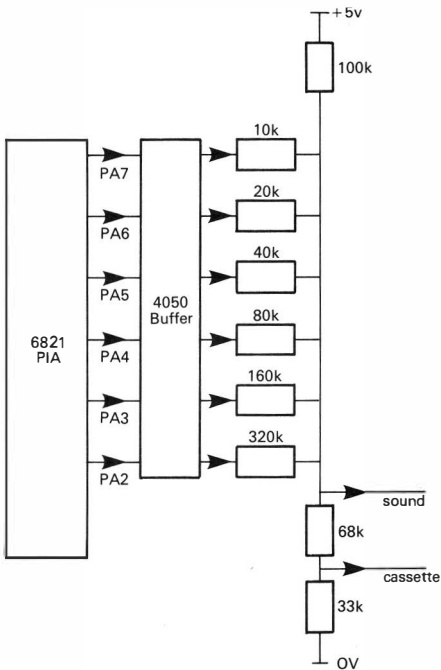 +5v
100k
10k
PA7
20k
PA6
40k
PA5
4050
Buffer
80k
6821
PIA
PA4
160k
PA3
320k
PA2
sound
68k
cassette
33k
0V